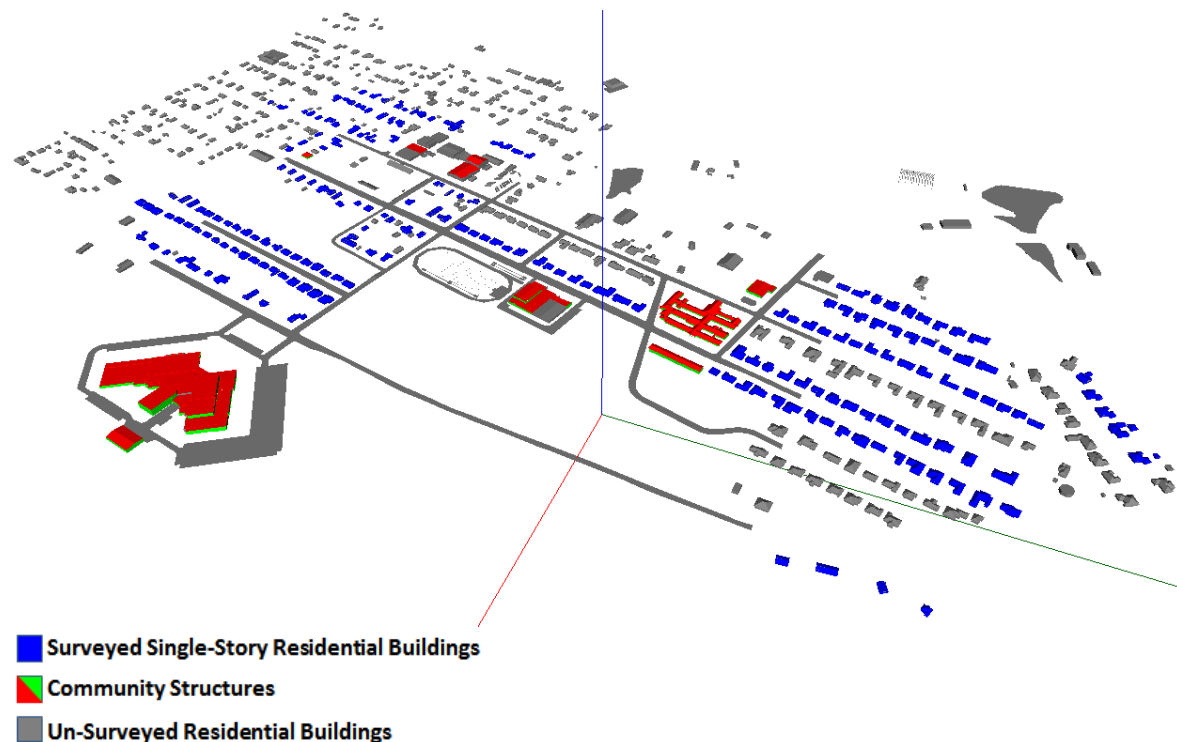 Surveyed Single-Story Residential Buildings
Community Structures
Un-Surveyed Residential Buildings